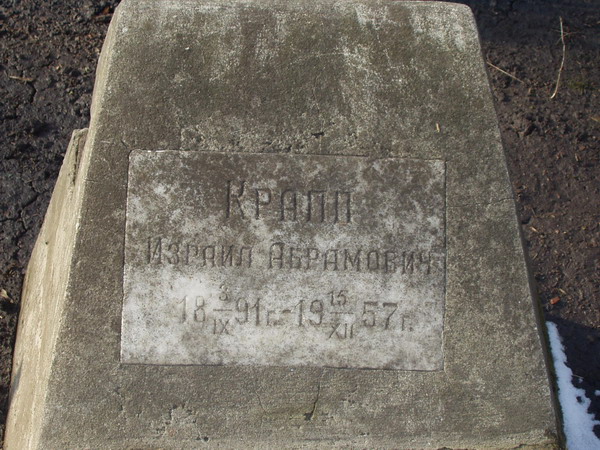 КРАПП
ИЗРАИЛ АБРАМОВИЧ
18 3/IX 91г.-19 15/XII 57г.